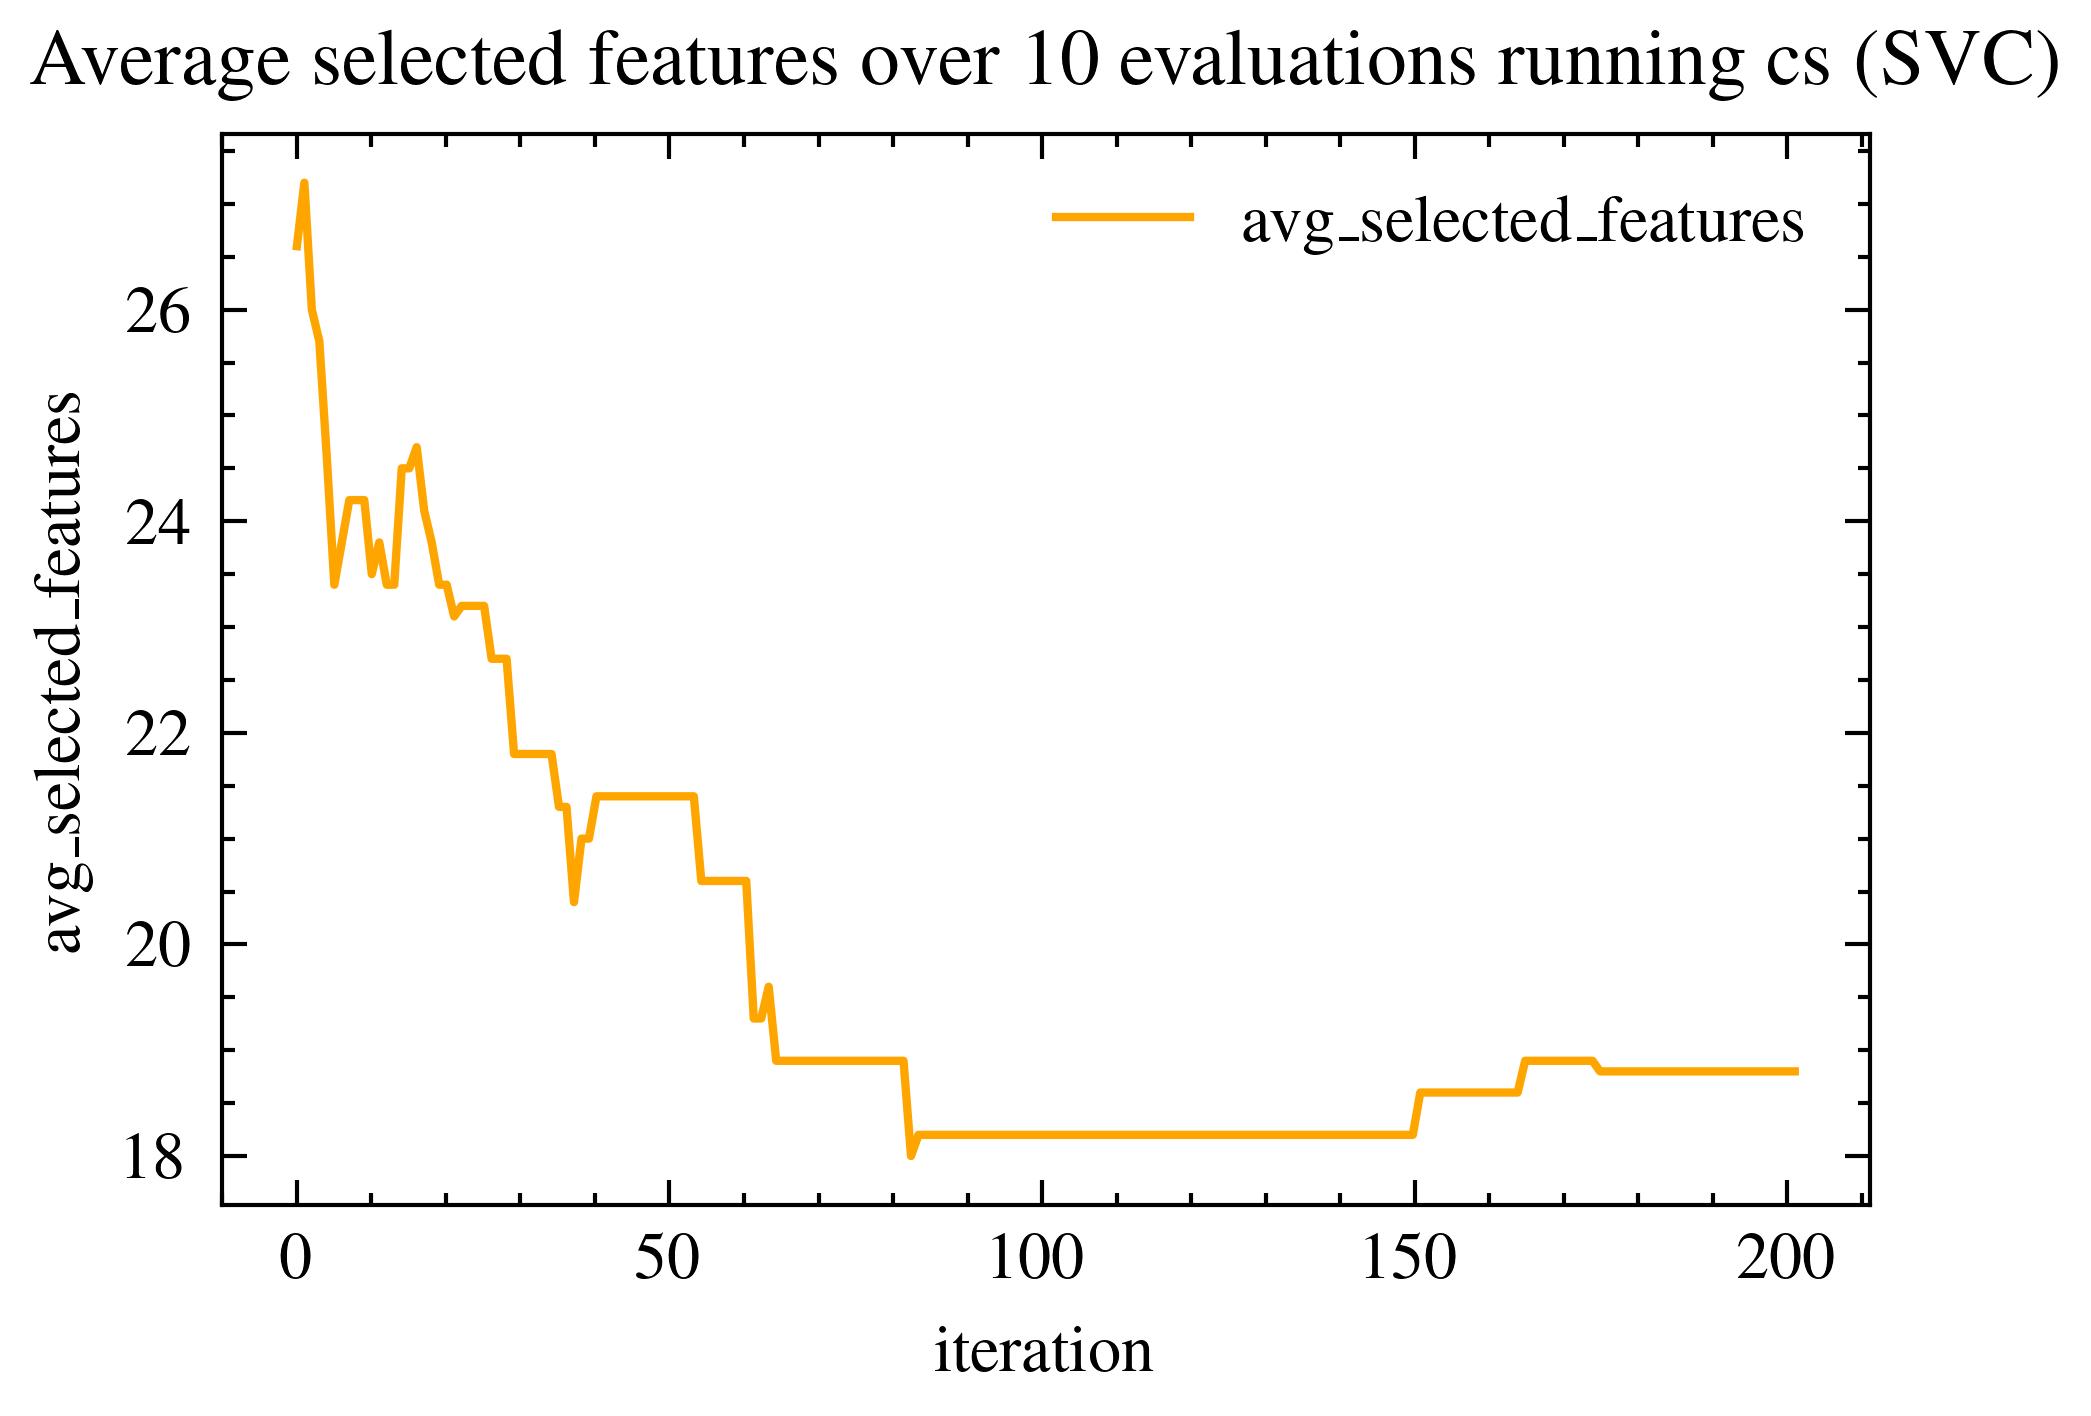 Average selected features over 10 evaluations running cs (SVC)
avg_selected_features
26
24
22
20
18
avg_selected_features
0 50 100 150 200
iteration